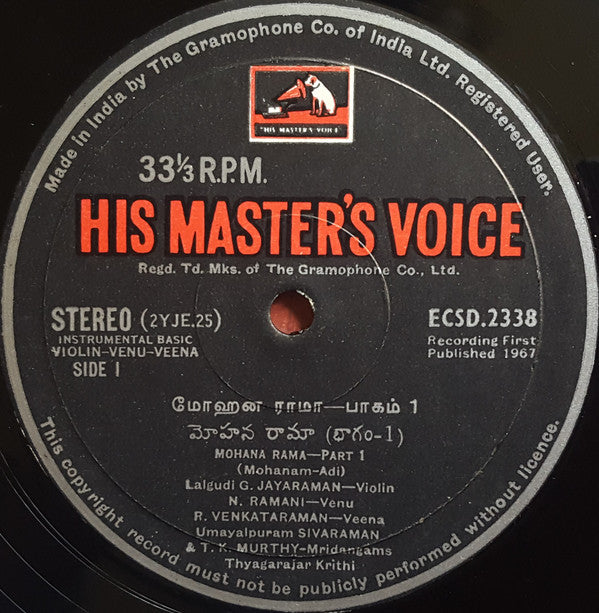 Made in India by The Gramophone Co. of India Ltd. Registered User.
"HIS MASTER'S VOICE"
33⅓ R.P.M.
HIS MASTER'S VOICE
Regd. Td. Mks. of The Gramophone Co., Ltd.
STEREO (2YJE.25)
ECSD.2338
INSTRUMENTAL BASIC
Recording First
VIOLIN-VENU-VEENA
Published 1967
SIDE I
மோஹன ராமா—பாகம் 1
మోహన రామా (భాగం-1)
MOHANA RAMA—PART 1
(Mohanam-Adi)
Lalgudi G. JAYARAMAN—Violin
N. RAMANI—Venu
R. VENKATARAMAN—Veena
Umayalpuram SIVARAMAN
& T. K. MURTHY-Mridangams
Thyagarajar Krithi
This copyright record must not be publicly performed without licence.